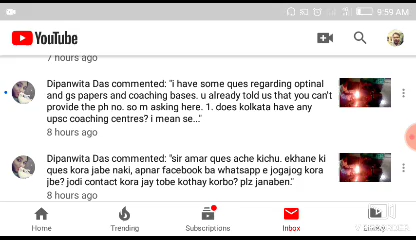 9:59 AM
YouTube
7 hours ago
Dipanwita Das commented: "i have some ques regarding optinal
and gs papers and coaching bases. u already told us that you can't
provide the ph no. so m asking here. 1. does kolkata have any
upsc coaching centres? i mean se..."
8 hours ago
Dipanwita Das commented: "sir amar ques ache kichu. ekhane ki
ques kora jabe naki, apnar facebook ba whatsapp e jogajog kora
jbe? jodi contact kora jay tobe kothay korbo? plz janaben."
8 hours ago
Home Trending Subscriptions Inbox